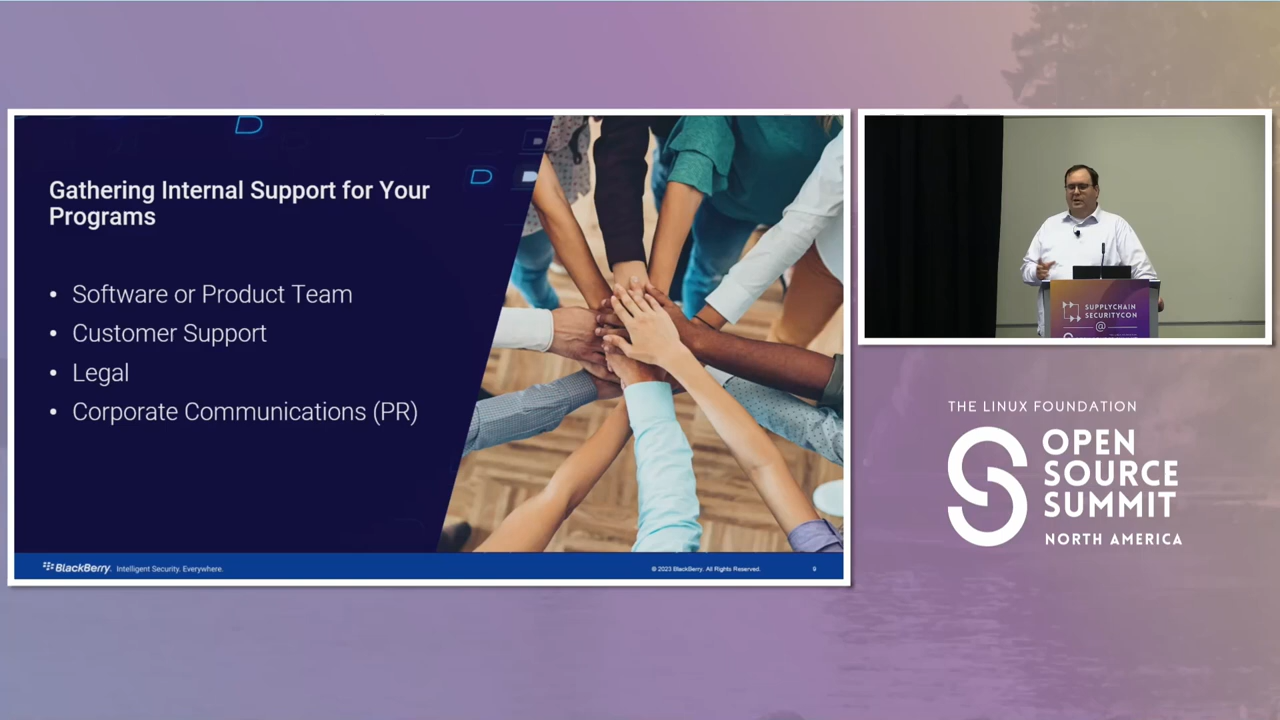 Gathering Internal Support for Your
Programs
• Software or Product Team
• Customer Support
• Legal
• Corporate Communications (PR)
BlackBerry. Intelligent Security. Everywhere.
© 2023 BlackBerry. All Rights Reserved.
9
SUPPLYCHAIN
SECURITYCON
@
THE LINUX FOUNDATION
OPEN
SOURCE
SUMMIT
NORTH AMERICA